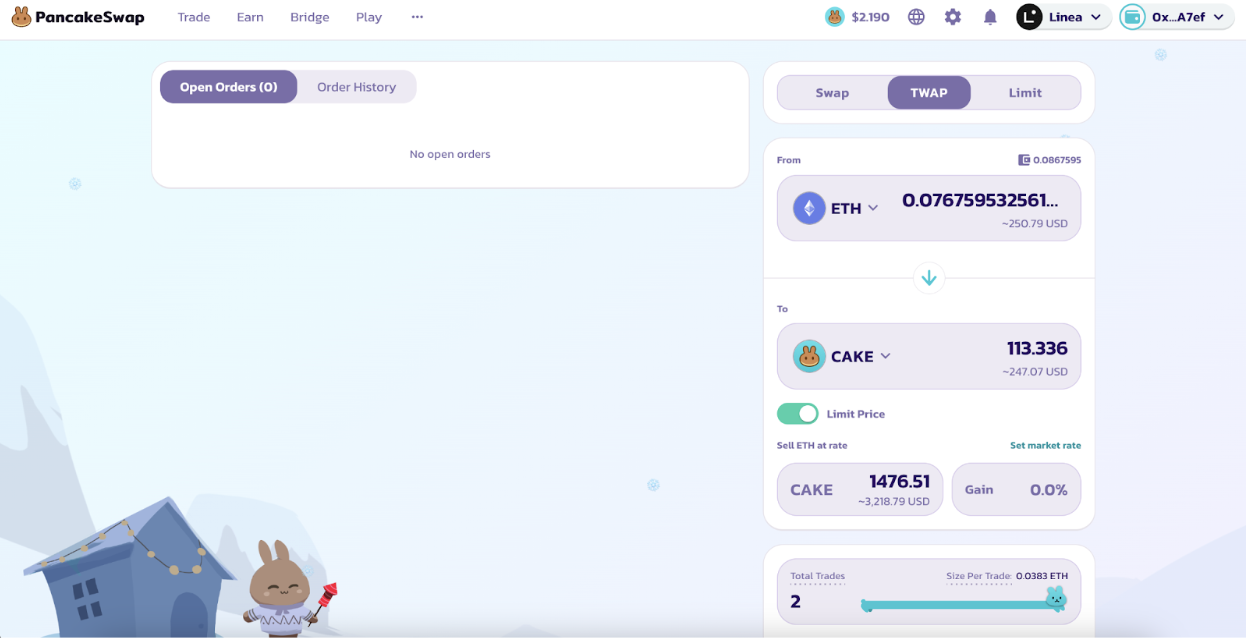 PancakeSwap Trade Earn Bridge Play ... $2.190 L Linea 0x...A7ef
Open Orders (0) Order History
No open orders
Swap TWAP Limit
From 0.0867595
ETH 0.076759532561...
~250.79 USD
To
CAKE 113.336
~247.07 USD
Limit Price
Sell ETH at rate Set market rate
CAKE 1476.51 Gain 0.0%
~3,218.79 USD
Total Trades Size Per Trade: 0.0383 ETH
2